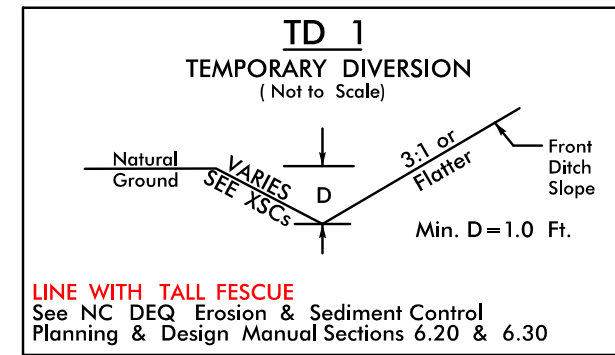 TD 1
TEMPORARY DIVERSION
( Not to Scale)
Natural
Ground
VARIES
SEE XSCs
D
3:1 or
Flatter
Front
Ditch
Slope
Min. D=1.0 Ft.
LINE WITH TALL FESCUE
See NC DEQ Erosion & Sediment Control
Planning & Design Manual Sections 6.20 & 6.30